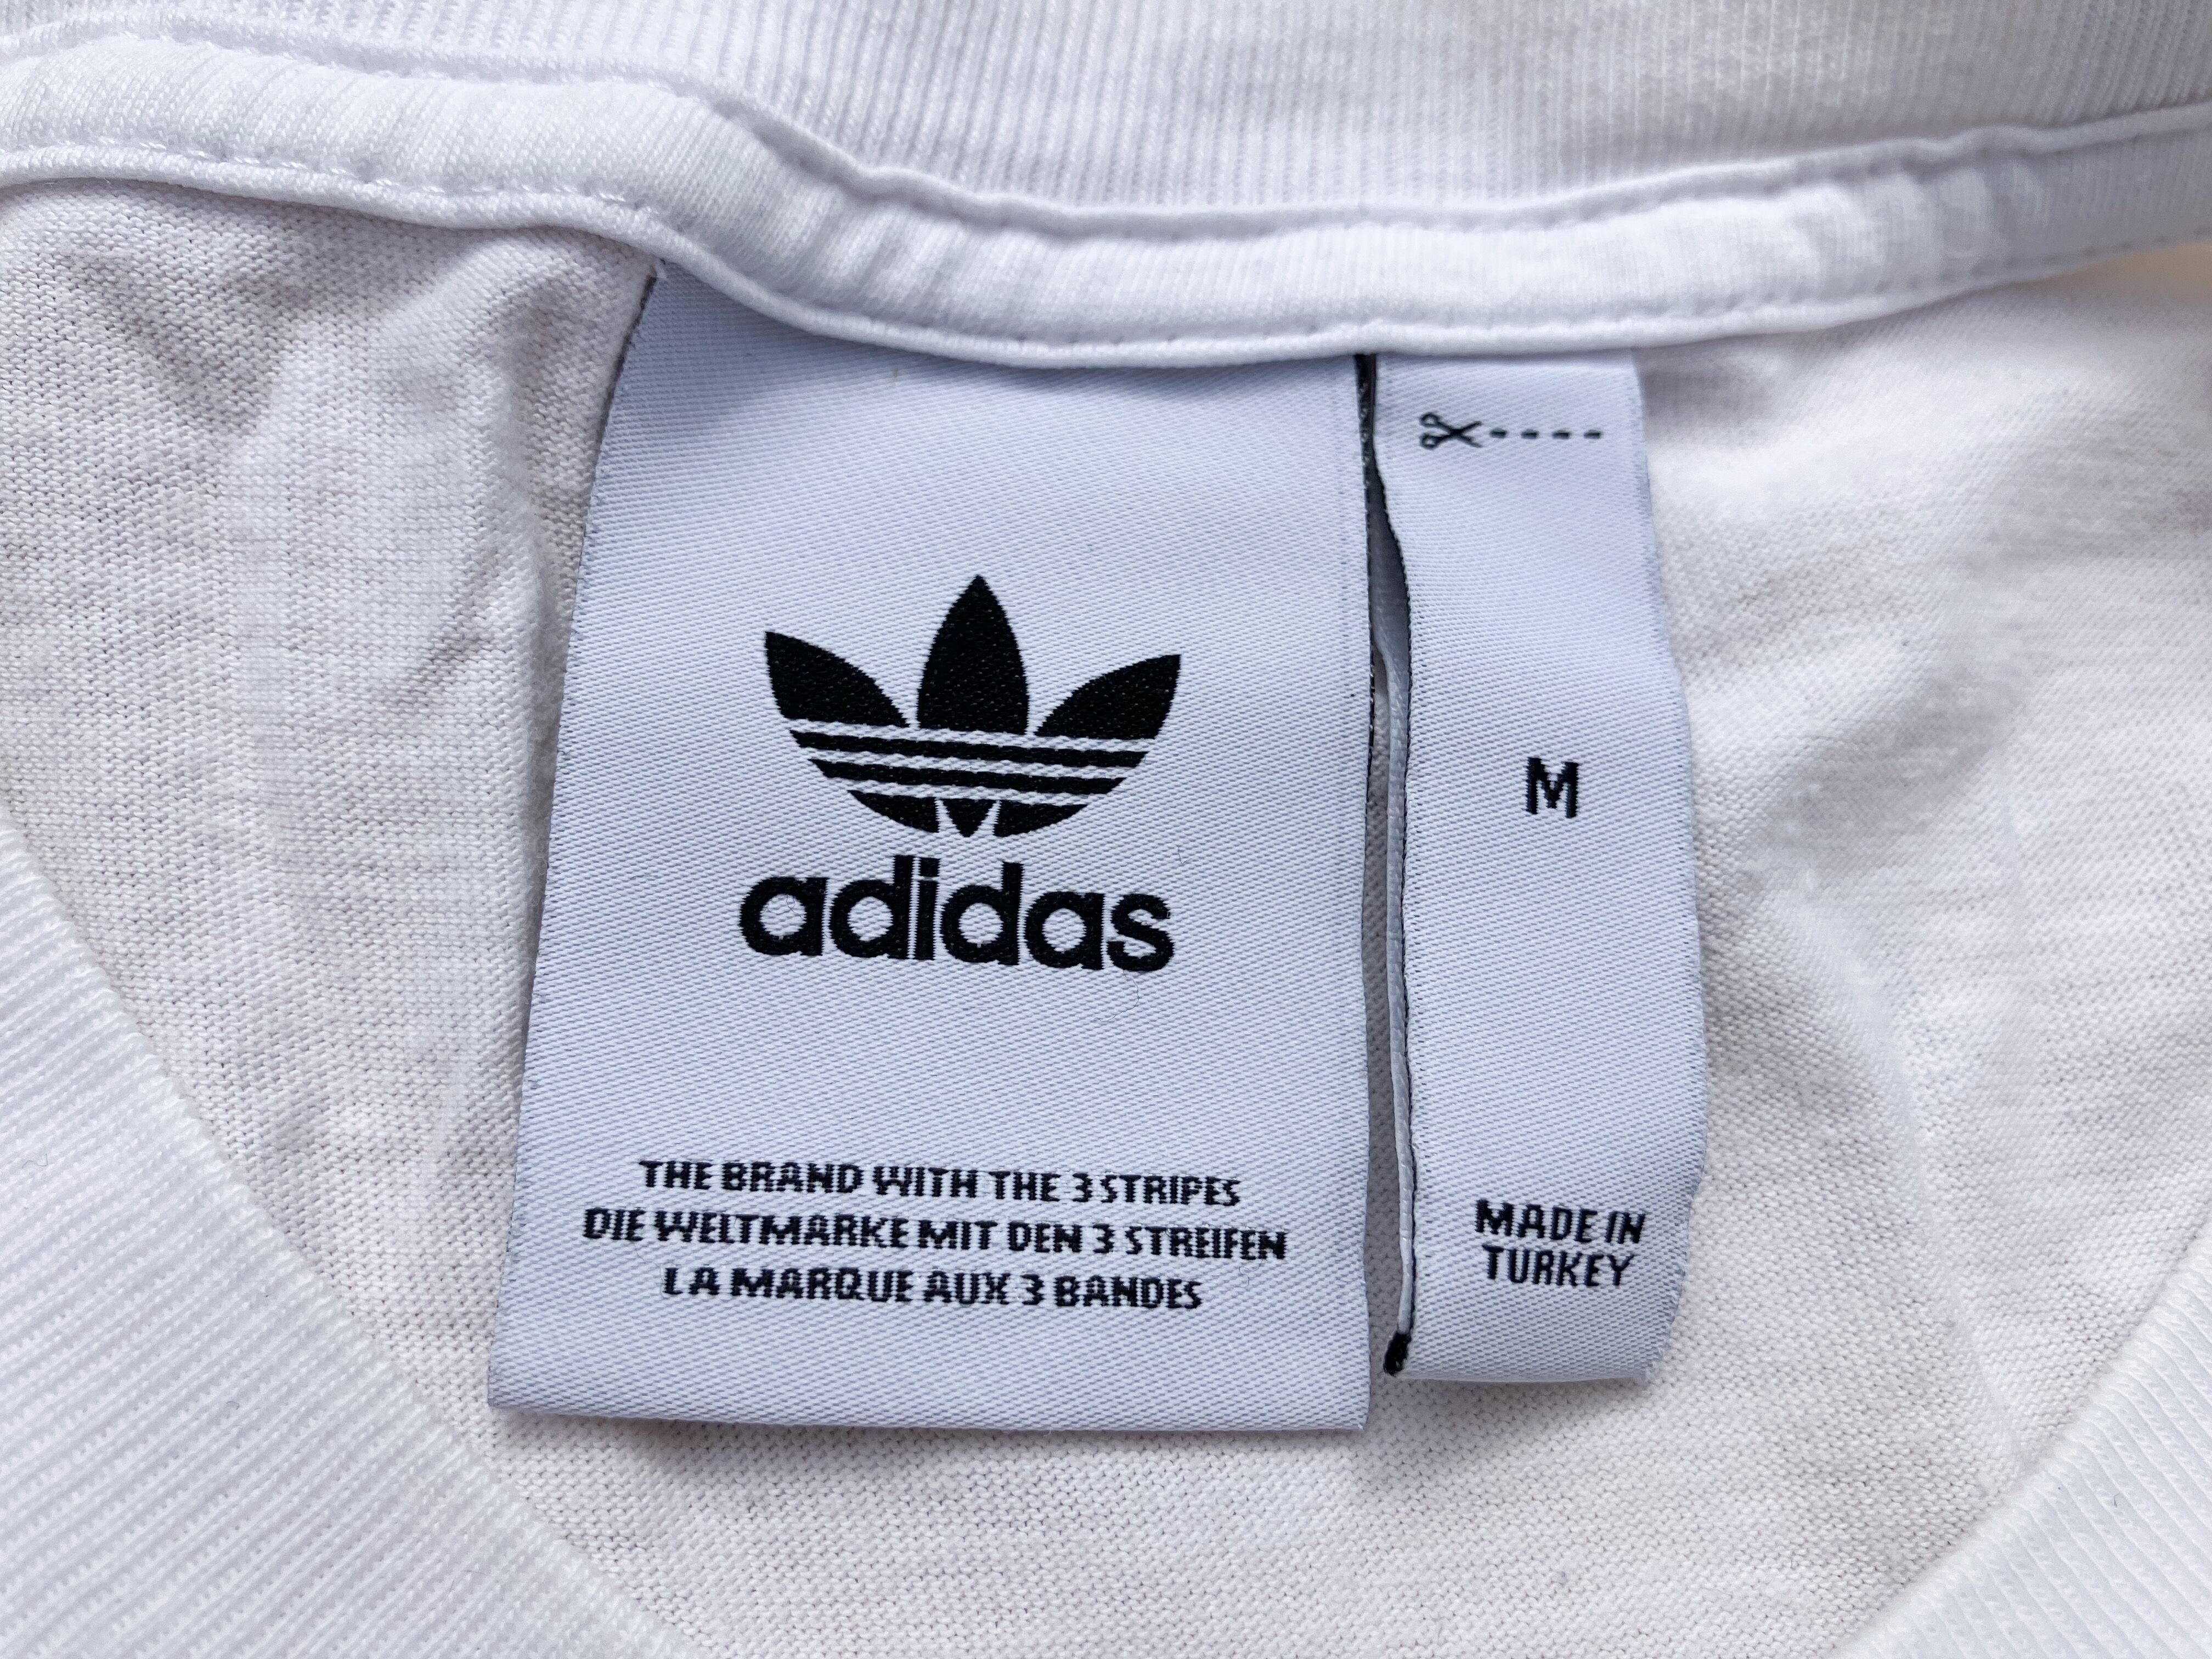 adidas
THE BRAND WITH THE 3 STRIPES
DIE WELTMARKE MIT DEN 3 STREIFEN
LA MARQUE AUX 3 BANDES
M
MADE IN
TURKEY